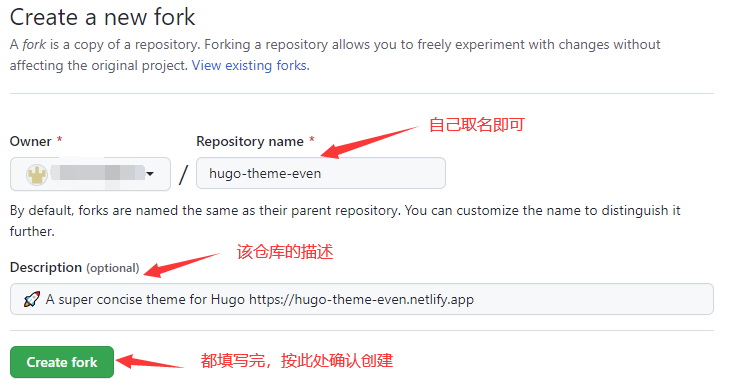 Create a new fork
A fork is a copy of a repository. Forking a repository allows you to freely experiment with changes without
affecting the original project. View existing forks.
自己取名即可
Owner * Repository name *
/ hugo-theme-even
By default, forks are named the same as their parent repository. You can customize the name to distinguish it
further.
该仓库的描述
Description (optional)
🚀 A super concise theme for Hugo https://hugo-theme-even.netlify.app
Create fork 都填写完，按此处确认创建